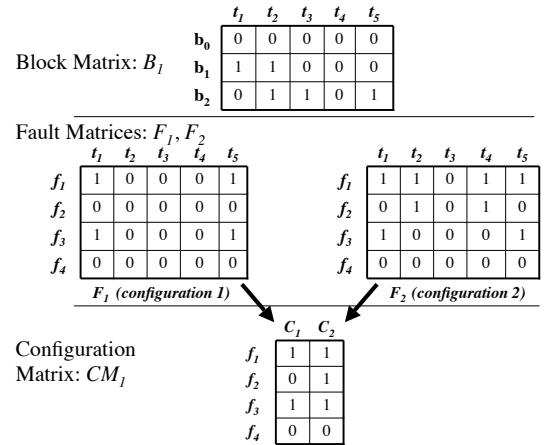 t1 t2 t3 t4 t5
b0 0 0 0 0 0
Block Matrix: B1
b1 1 1 0 0 0
b2 0 1 1 0 1
Fault Matrices: F1, F2
t1 t2 t3 t4 t5 t1 t2 t3 t4 t5
f1 1 0 0 0 1 f1 1 1 0 1 1
f2 0 0 0 0 0 f2 0 1 0 1 0
f3 1 0 0 0 1 f3 1 0 0 0 1
f4 0 0 0 0 0 f4 0 0 0 0 0
F1 (configuration 1) F2 (configuration 2)
C1 C2
Configuration
f1 1 1
Matrix: CM1
f2 0 1
f3 1 1
f4 0 0